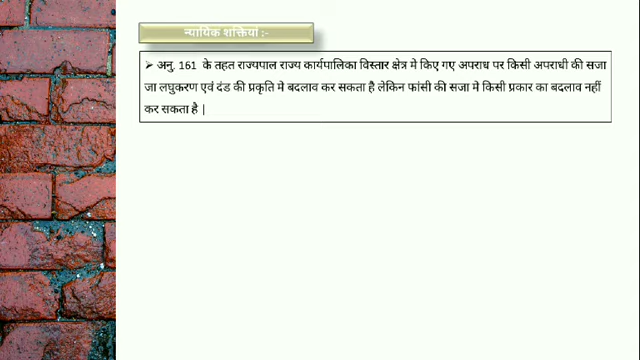 न्यायिक शक्तियां :-
➢ अनु. 161 के तहत राज्यपाल राज्य कार्यपालिका विस्तार क्षेत्र मे किए गए अपराध पर किसी अपराधी की सजा
जा लघुकरण एवं दंड की प्रकृति मे बदलाव कर सकता है लेकिन फांसी की सजा मे किसी प्रकार का बदलाव नहीं
कर सकता है |